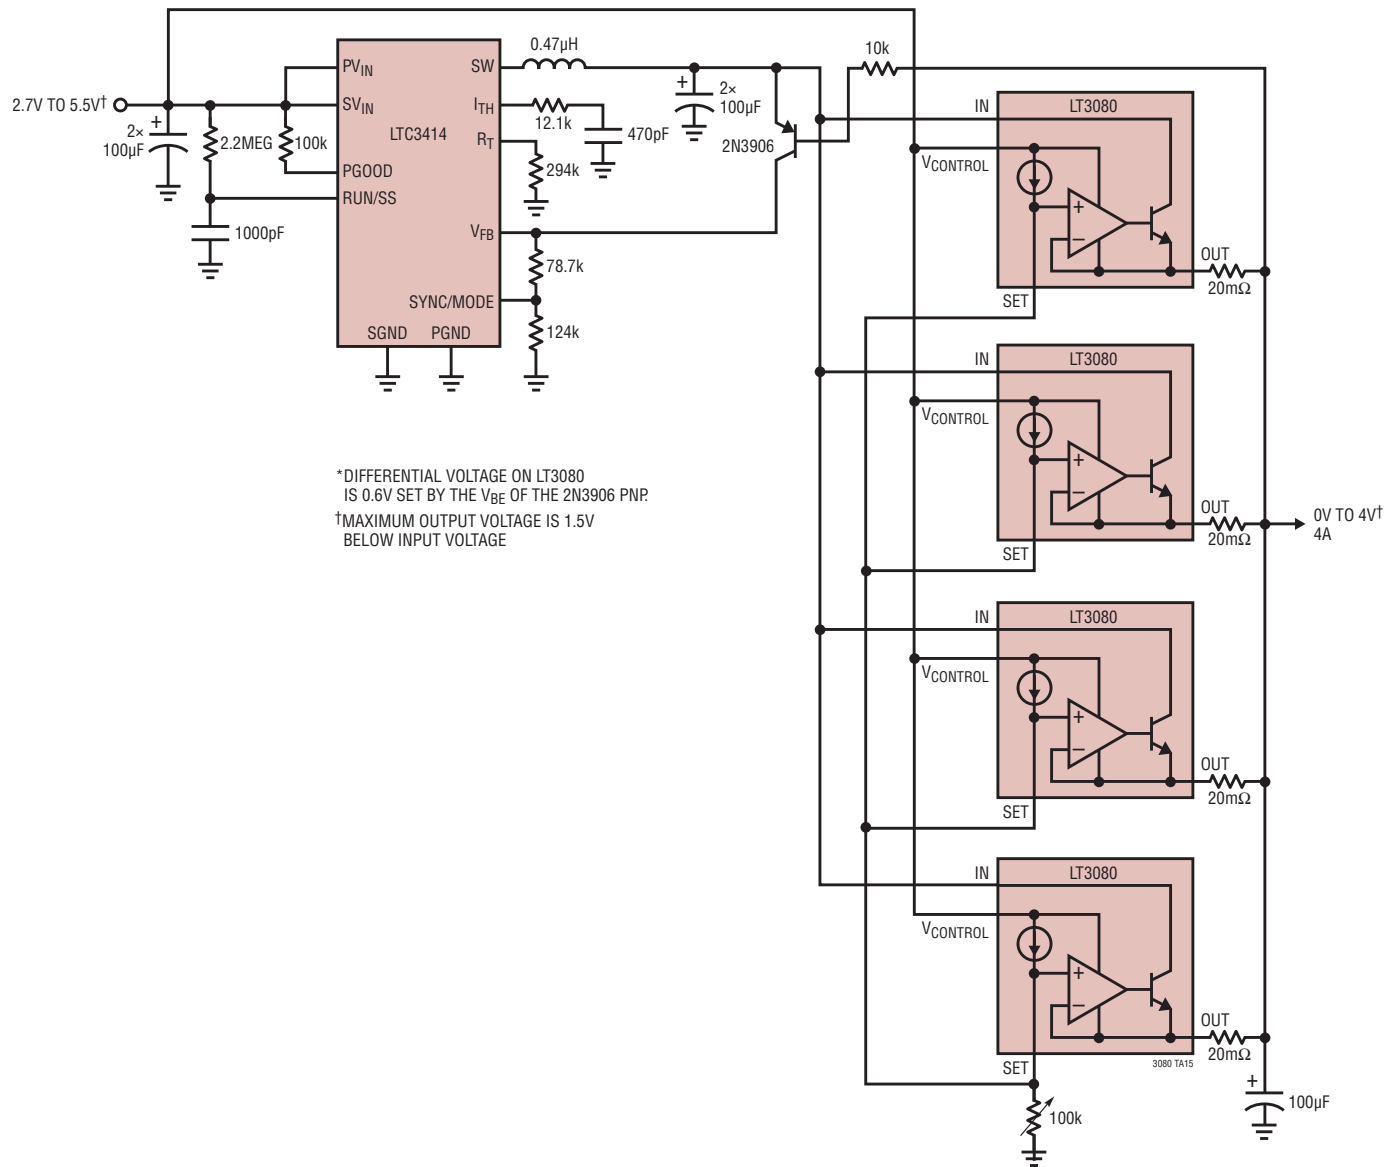 0.47µH
10k
PVIN
SW
2.7V TO 5.5V†
SVIN
ITH
+
2×
100µF
IN
LT3080
+
2×
100µF
2.2MEG
100k
LTC3414
12.1k
470pF
RT
2N3906
VCONTROL
PGOOD
294k
RUN/SS
+
−
1000pF
VFB
OUT
78.7k
20mΩ
SYNC/MODE
SET
SGND
PGND
124k
IN
LT3080
VCONTROL
+
−
OUT
20mΩ
0V TO 4V†
4A
SET
*DIFFERENTIAL VOLTAGE ON LT3080
IS 0.6V SET BY THE VBE OF THE 2N3906 PNP.
†MAXIMUM OUTPUT VOLTAGE IS 1.5V
BELOW INPUT VOLTAGE
IN
LT3080
VCONTROL
+
−
OUT
20mΩ
SET
IN
LT3080
VCONTROL
+
−
OUT
20mΩ
SET
3080 TA15
+
100µF
100k